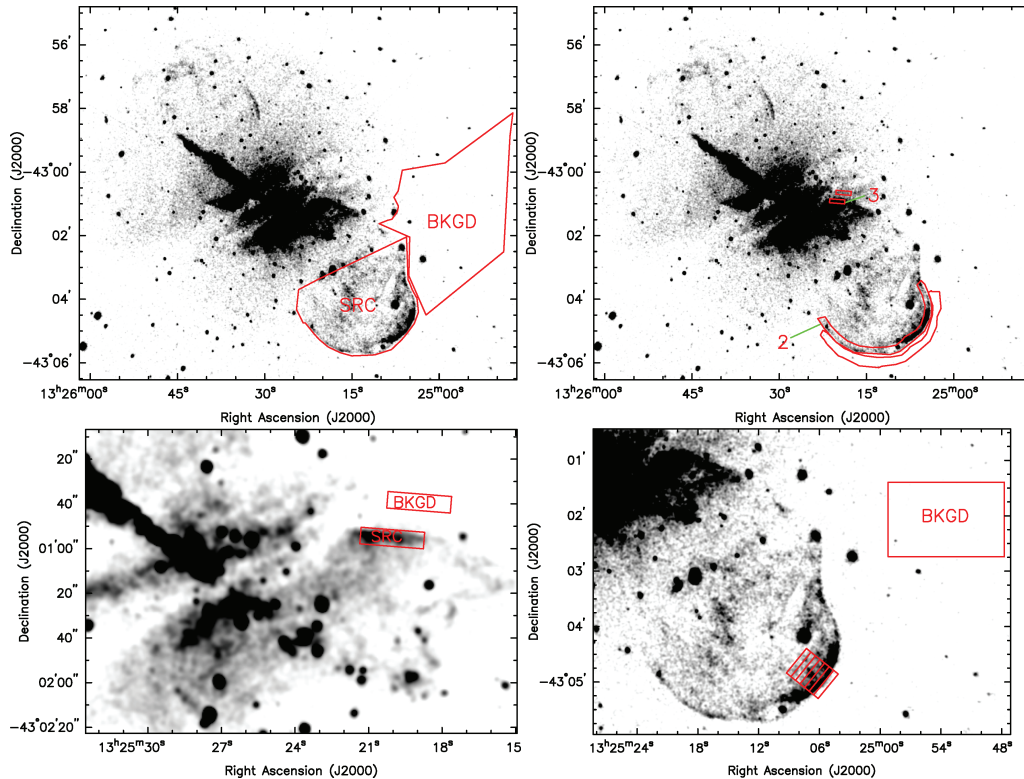 56'
58'
−43°00'
02'
04'
−43°06'
Declination (J2000)
BKGD
SRC
13ʰ26ᵐ00ˢ
45ˢ
30ˢ
15ˢ
25ᵐ00ˢ
Right Ascension (J2000)
56'
58'
−43°00'
02'
04'
−43°06'
Declination (J2000)
3
2
13ʰ26ᵐ00ˢ
45ˢ
30ˢ
15ˢ
25ᵐ00ˢ
Right Ascension (J2000)
20"
40"
01'00"
20"
40"
02'00"
−43°02'20"
Declination (J2000)
BKGD
SRC
13ʰ25ᵐ30ˢ
27ˢ
24ˢ
21ˢ
18ˢ
15
Right Ascension (J2000)
01'
02'
03'
04'
−43°05'
Declination (J2000)
BKGD
13ʰ25ᵐ24ˢ
18ˢ
12ˢ
06ˢ
25ᵐ00ˢ
54ˢ
48ˢ
Right Ascension (J2000)